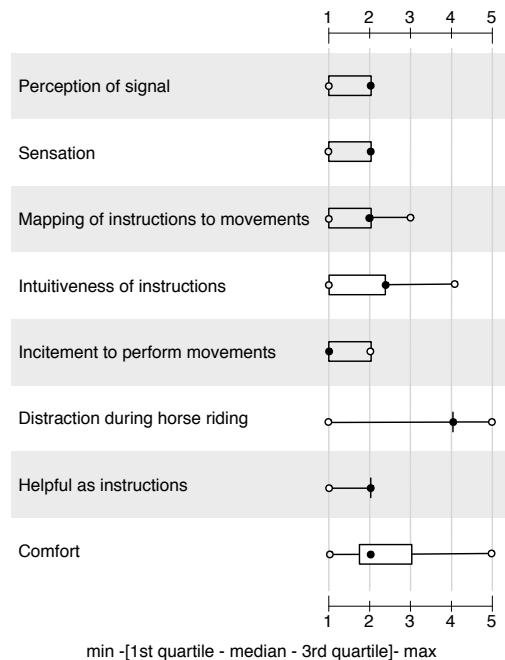 1 2 3 4 5
Perception of signal
Sensation
Mapping of instructions to movements
Intuitiveness of instructions
Incitement to perform movements
Distraction during horse riding
Helpful as instructions
Comfort
1 2 3 4 5
min -[1st quartile - median - 3rd quartile]- max